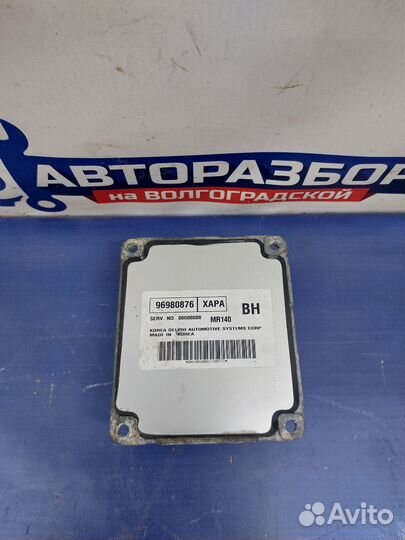 АВТОРАЗБОР
на ВОЛГОГРАДСКОЙ
96980876 XAPA BH
SERV. NO. 00000000 MR140
KOREA DELPHI AUTOMOTIVE SYSTEMS CORP
MADE IN KOREA
Avito